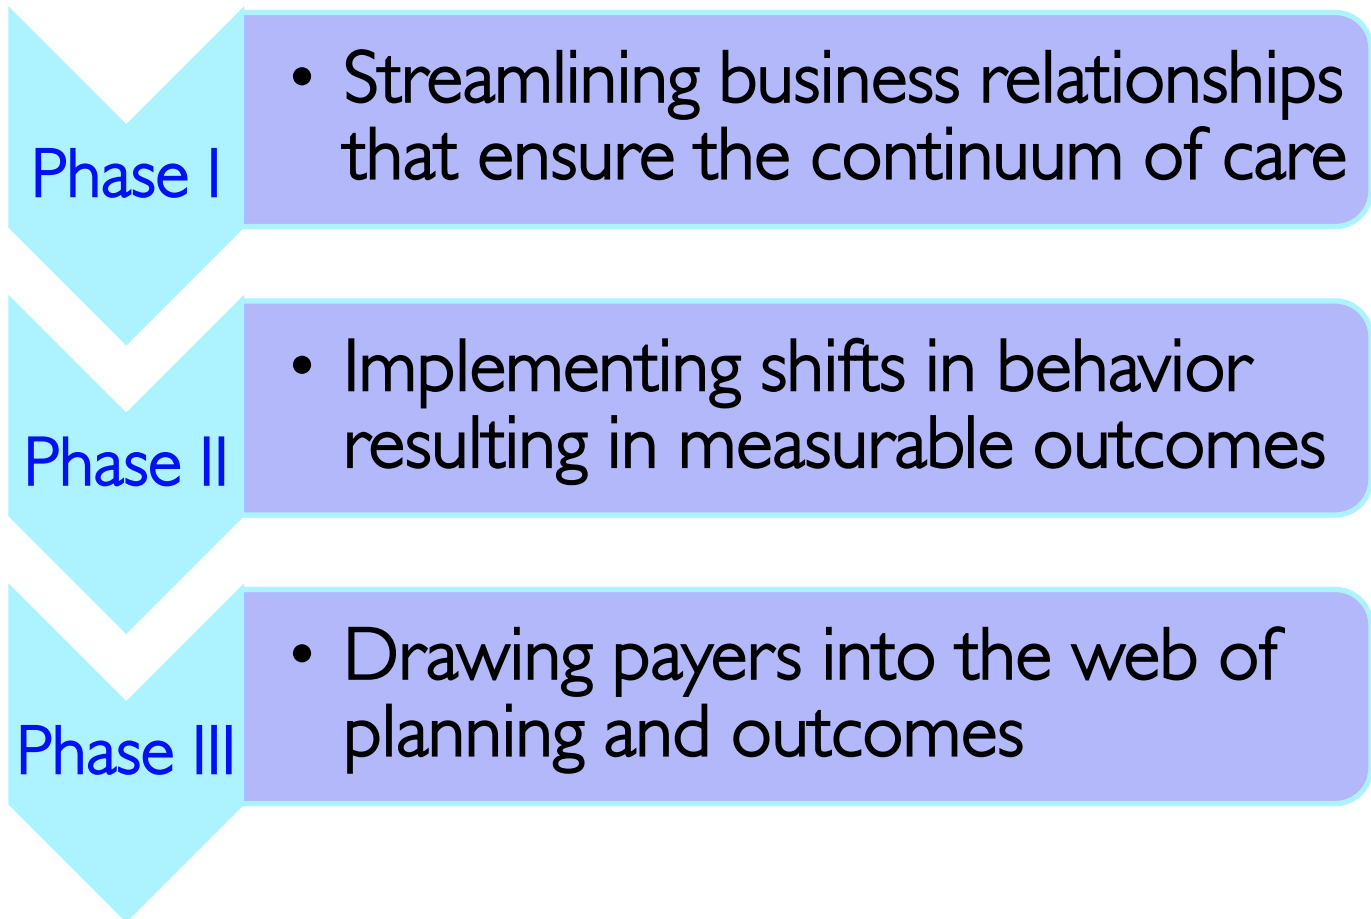 Phase I
• Streamlining business relationships
that ensure the continuum of care
Phase II
• Implementing shifts in behavior
resulting in measurable outcomes
Phase III
• Drawing payers into the web of
planning and outcomes